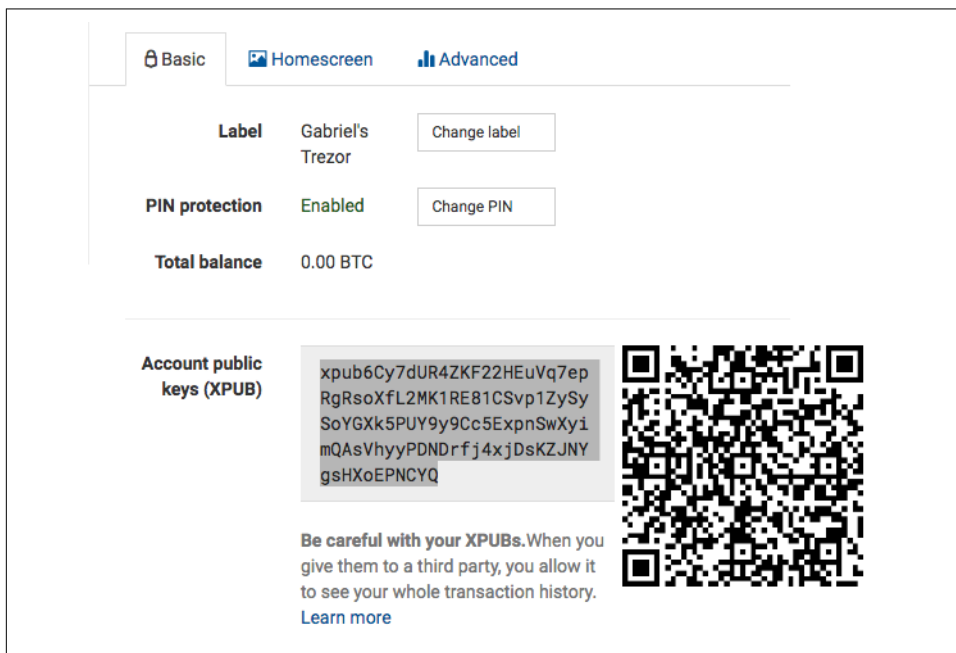 Basic Homescreen Advanced
Label Gabriel's Change label
Trezor
PIN protection Enabled Change PIN
Total balance 0.00 BTC
Account public
keys (XPUB)
xpub6Cy7dUR4ZKF22HEuVq7ep
RgRsoXfL2MK1RE81CSvp1ZySy
SoYGXk5PUY9y9Cc5ExpnSwXyi
mQAsVhyyPDNDrfj4xjDsKZJNY
gsHXoEPNCYQ
Be careful with your XPUBs.When you
give them to a third party, you allow it
to see your whole transaction history.
Learn more